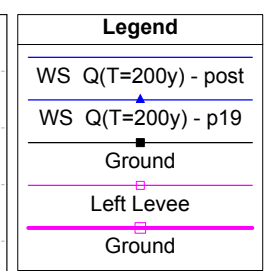 Legend
WS Q(T=200y) - post
WS Q(T=200y) - p19
Ground
Left Levee
Ground